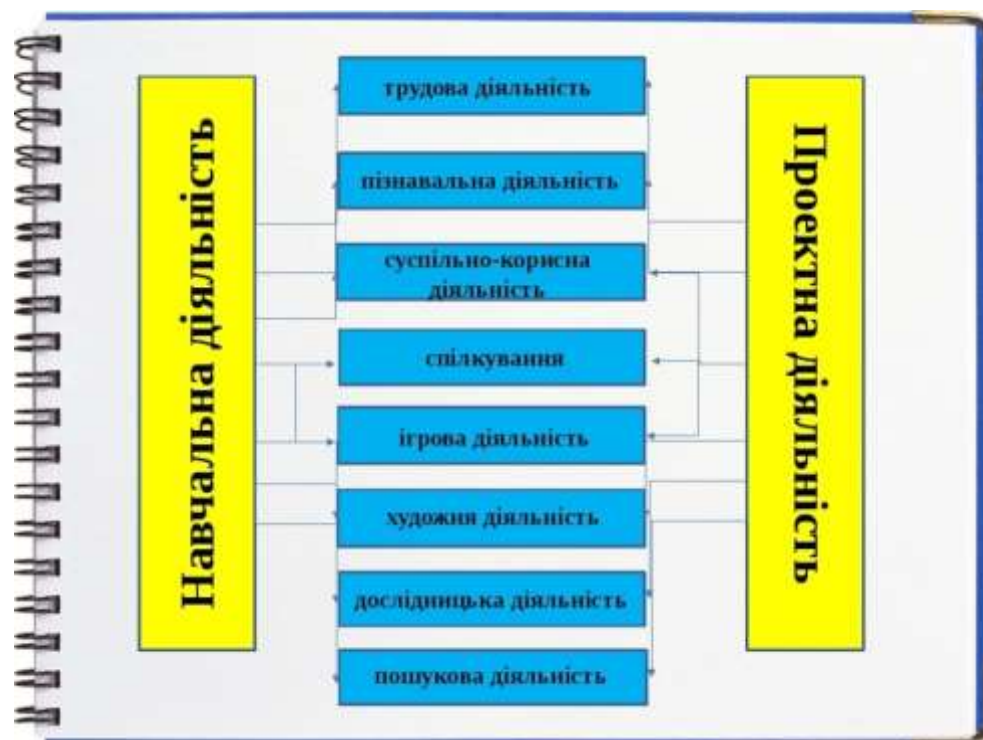 Навчальна діяльність
трудова діяльність
пізнавальна діяльність
суспільно-корисна
діяльність
спілкування
ігрова діяльність
художня діяльність
дослідницька діяльність
пошукова діяльність
Проектна діяльність